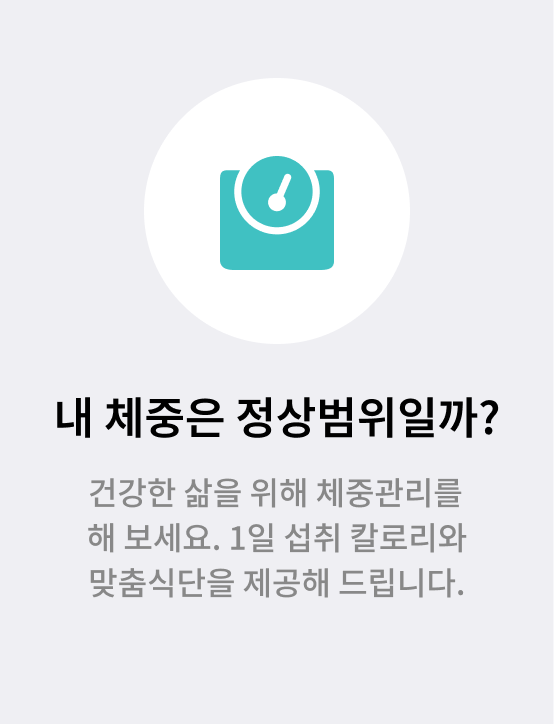 내 체중은 정상범위일까?
건강한 삶을 위해 체중관리를
해 보세요. 1일 섭취 칼로리와
맞춤식단을 제공해 드립니다.